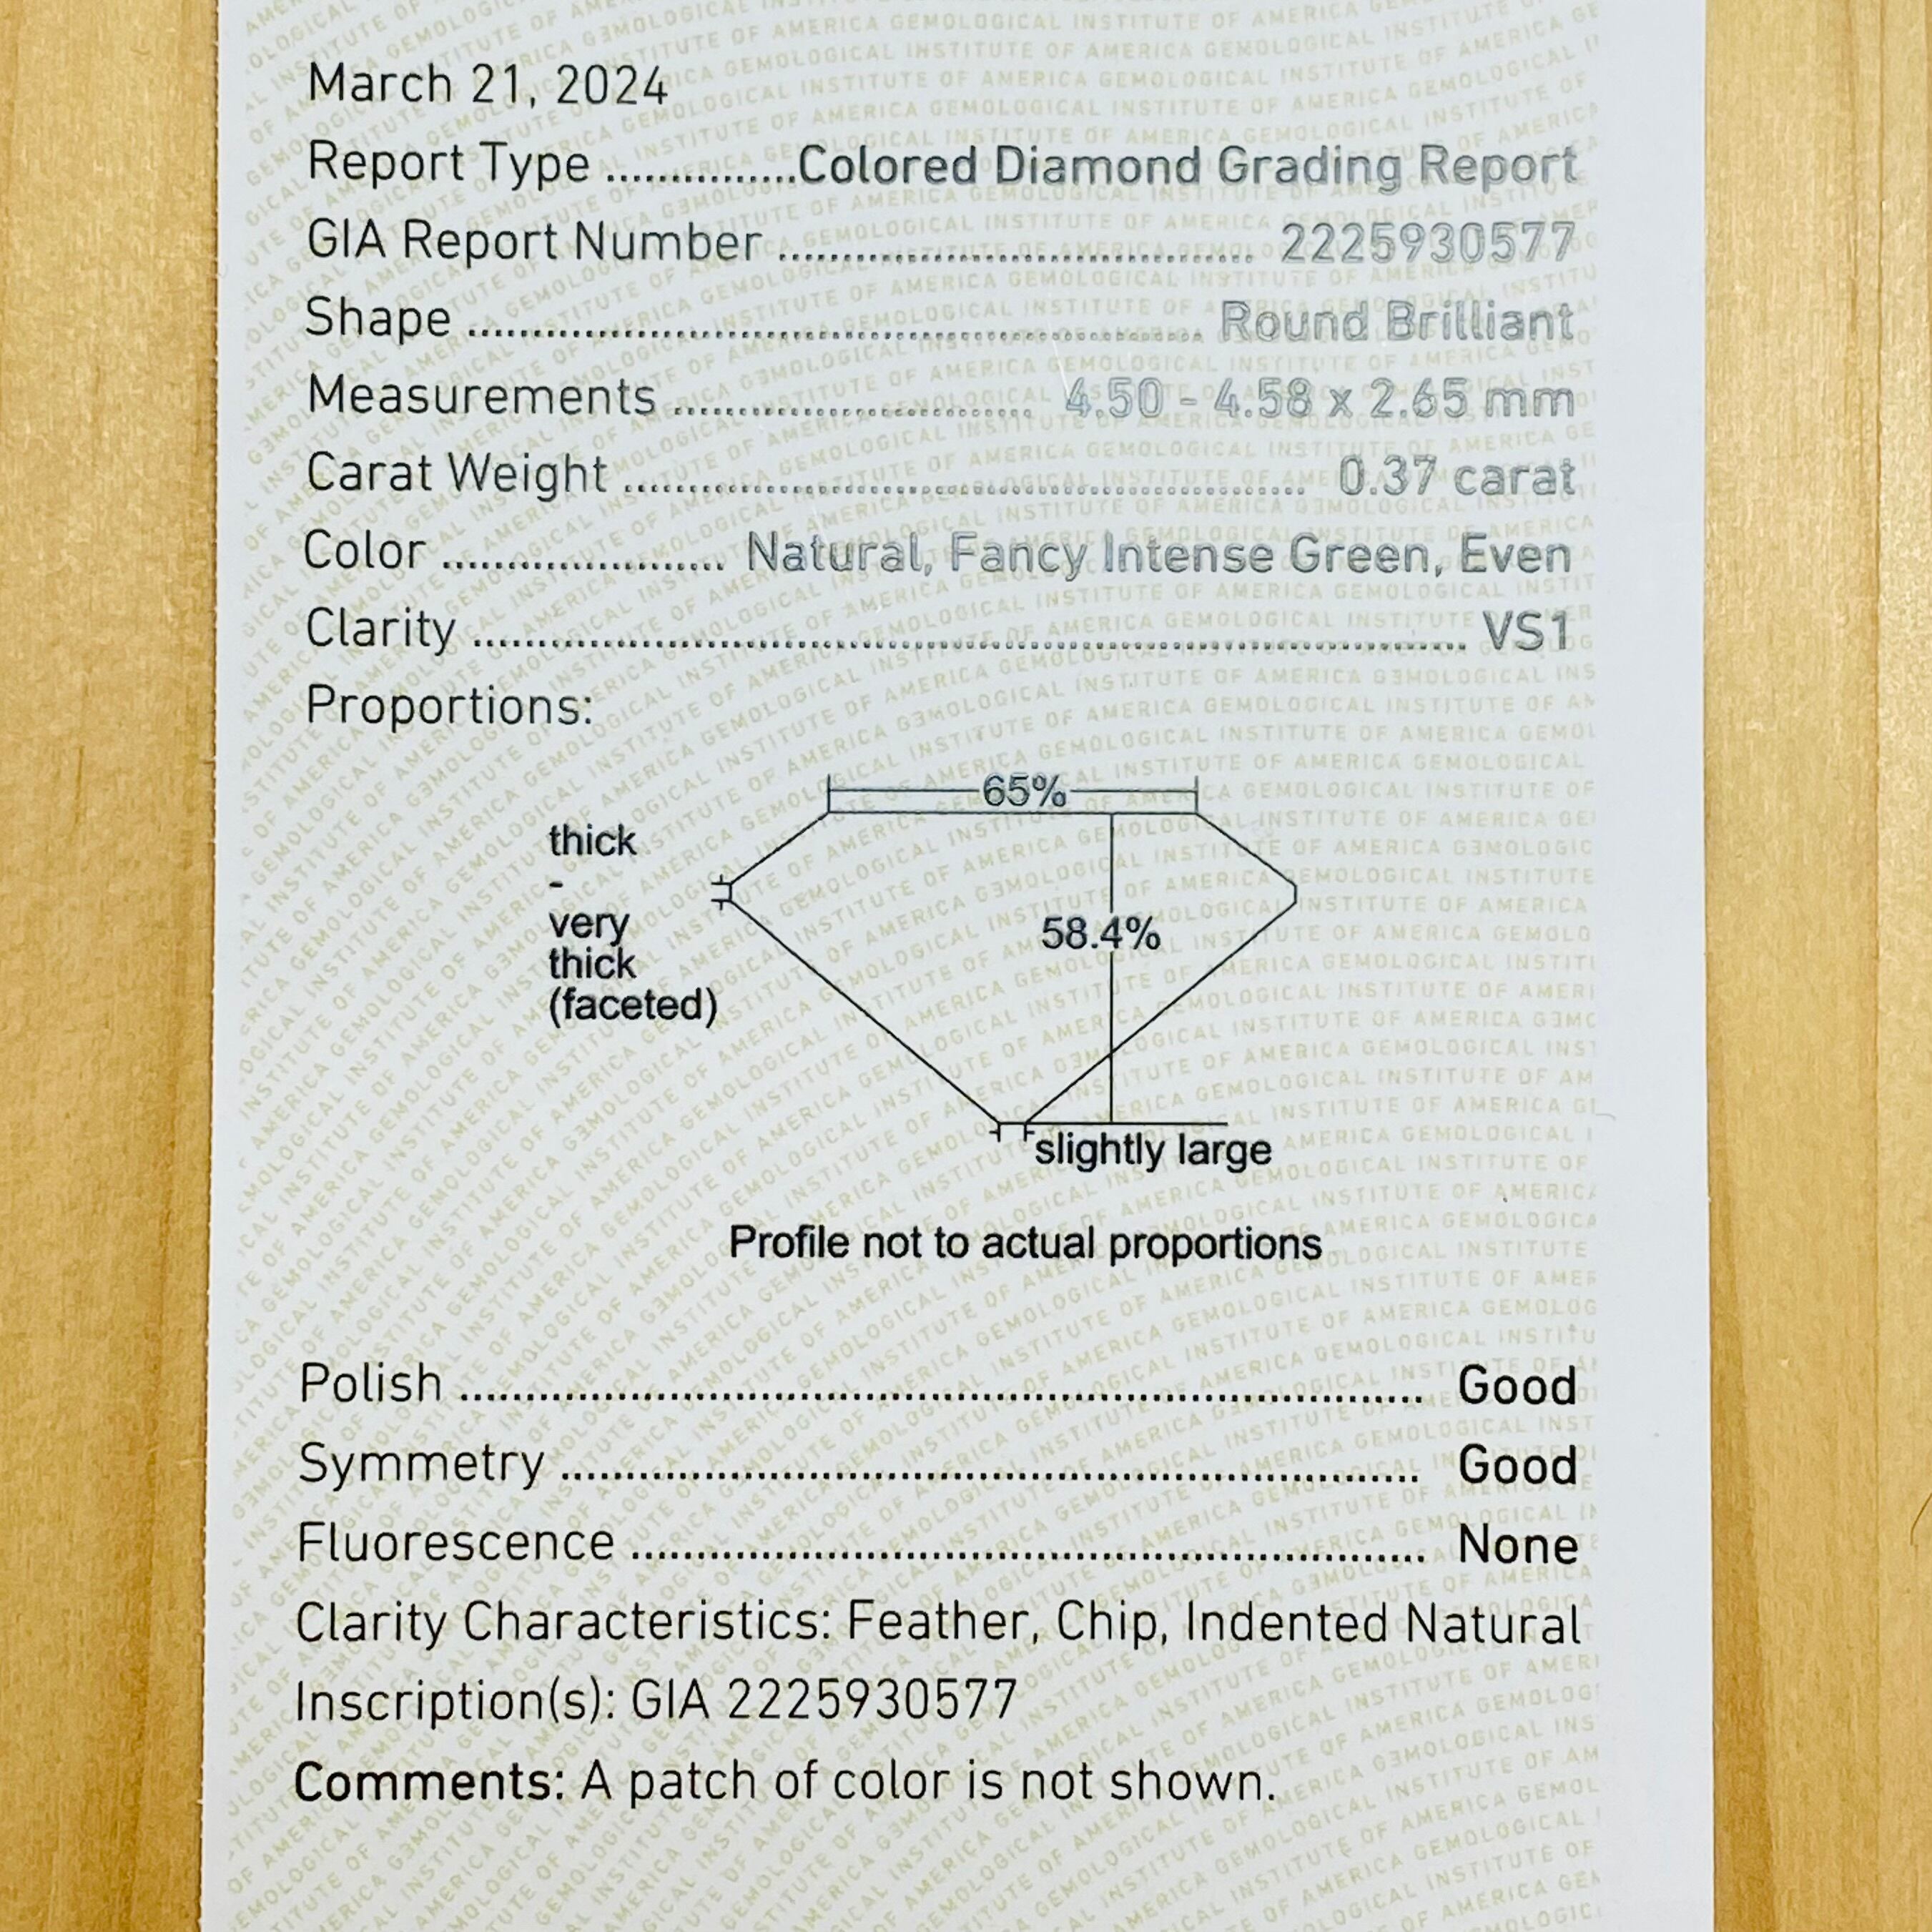 March 21, 2024
Report Type ...............Colored Diamond Grading Report
GIA Report Number ..................................... 2225930577
Shape ......................................................... Round Brilliant
Measurements ............................ 4.50 - 4.58 x 2.65 mm
Carat Weight ..................................................... 0.37 carat
Color ...................... Natural, Fancy Intense Green, Even
Clarity ............................................................................. VS1
Proportions:
65%
thick
-
very
thick
(faceted)
58.4%
slightly large
Profile not to actual proportions
Polish .......................................................................... Good
Symmetry .................................................................. Good
Fluorescence ............................................................. None
Clarity Characteristics: Feather, Chip, Indented Natural
Inscription(s): GIA 2225930577
Comments: A patch of color is not shown.